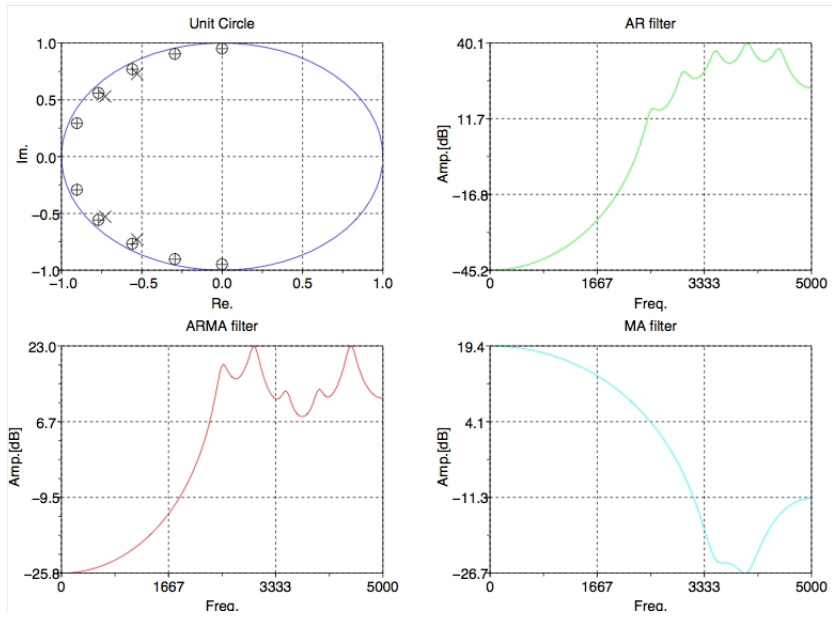 Unit Circle
1.0
0.5
0.0
−0.5
−1.0
Im.
−1.0 −0.5 0.0 0.5 1.0
Re.
AR filter
40.1
11.7
−16.8
−45.2
Amp.[dB]
0 1667 3333 5000
Freq.
ARMA filter
23.0
6.7
−9.5
−25.8
Amp.[dB]
0 1667 3333 5000
Freq.
MA filter
19.4
4.1
−11.3
−26.7
Amp.[dB]
0 1667 3333 5000
Freq.